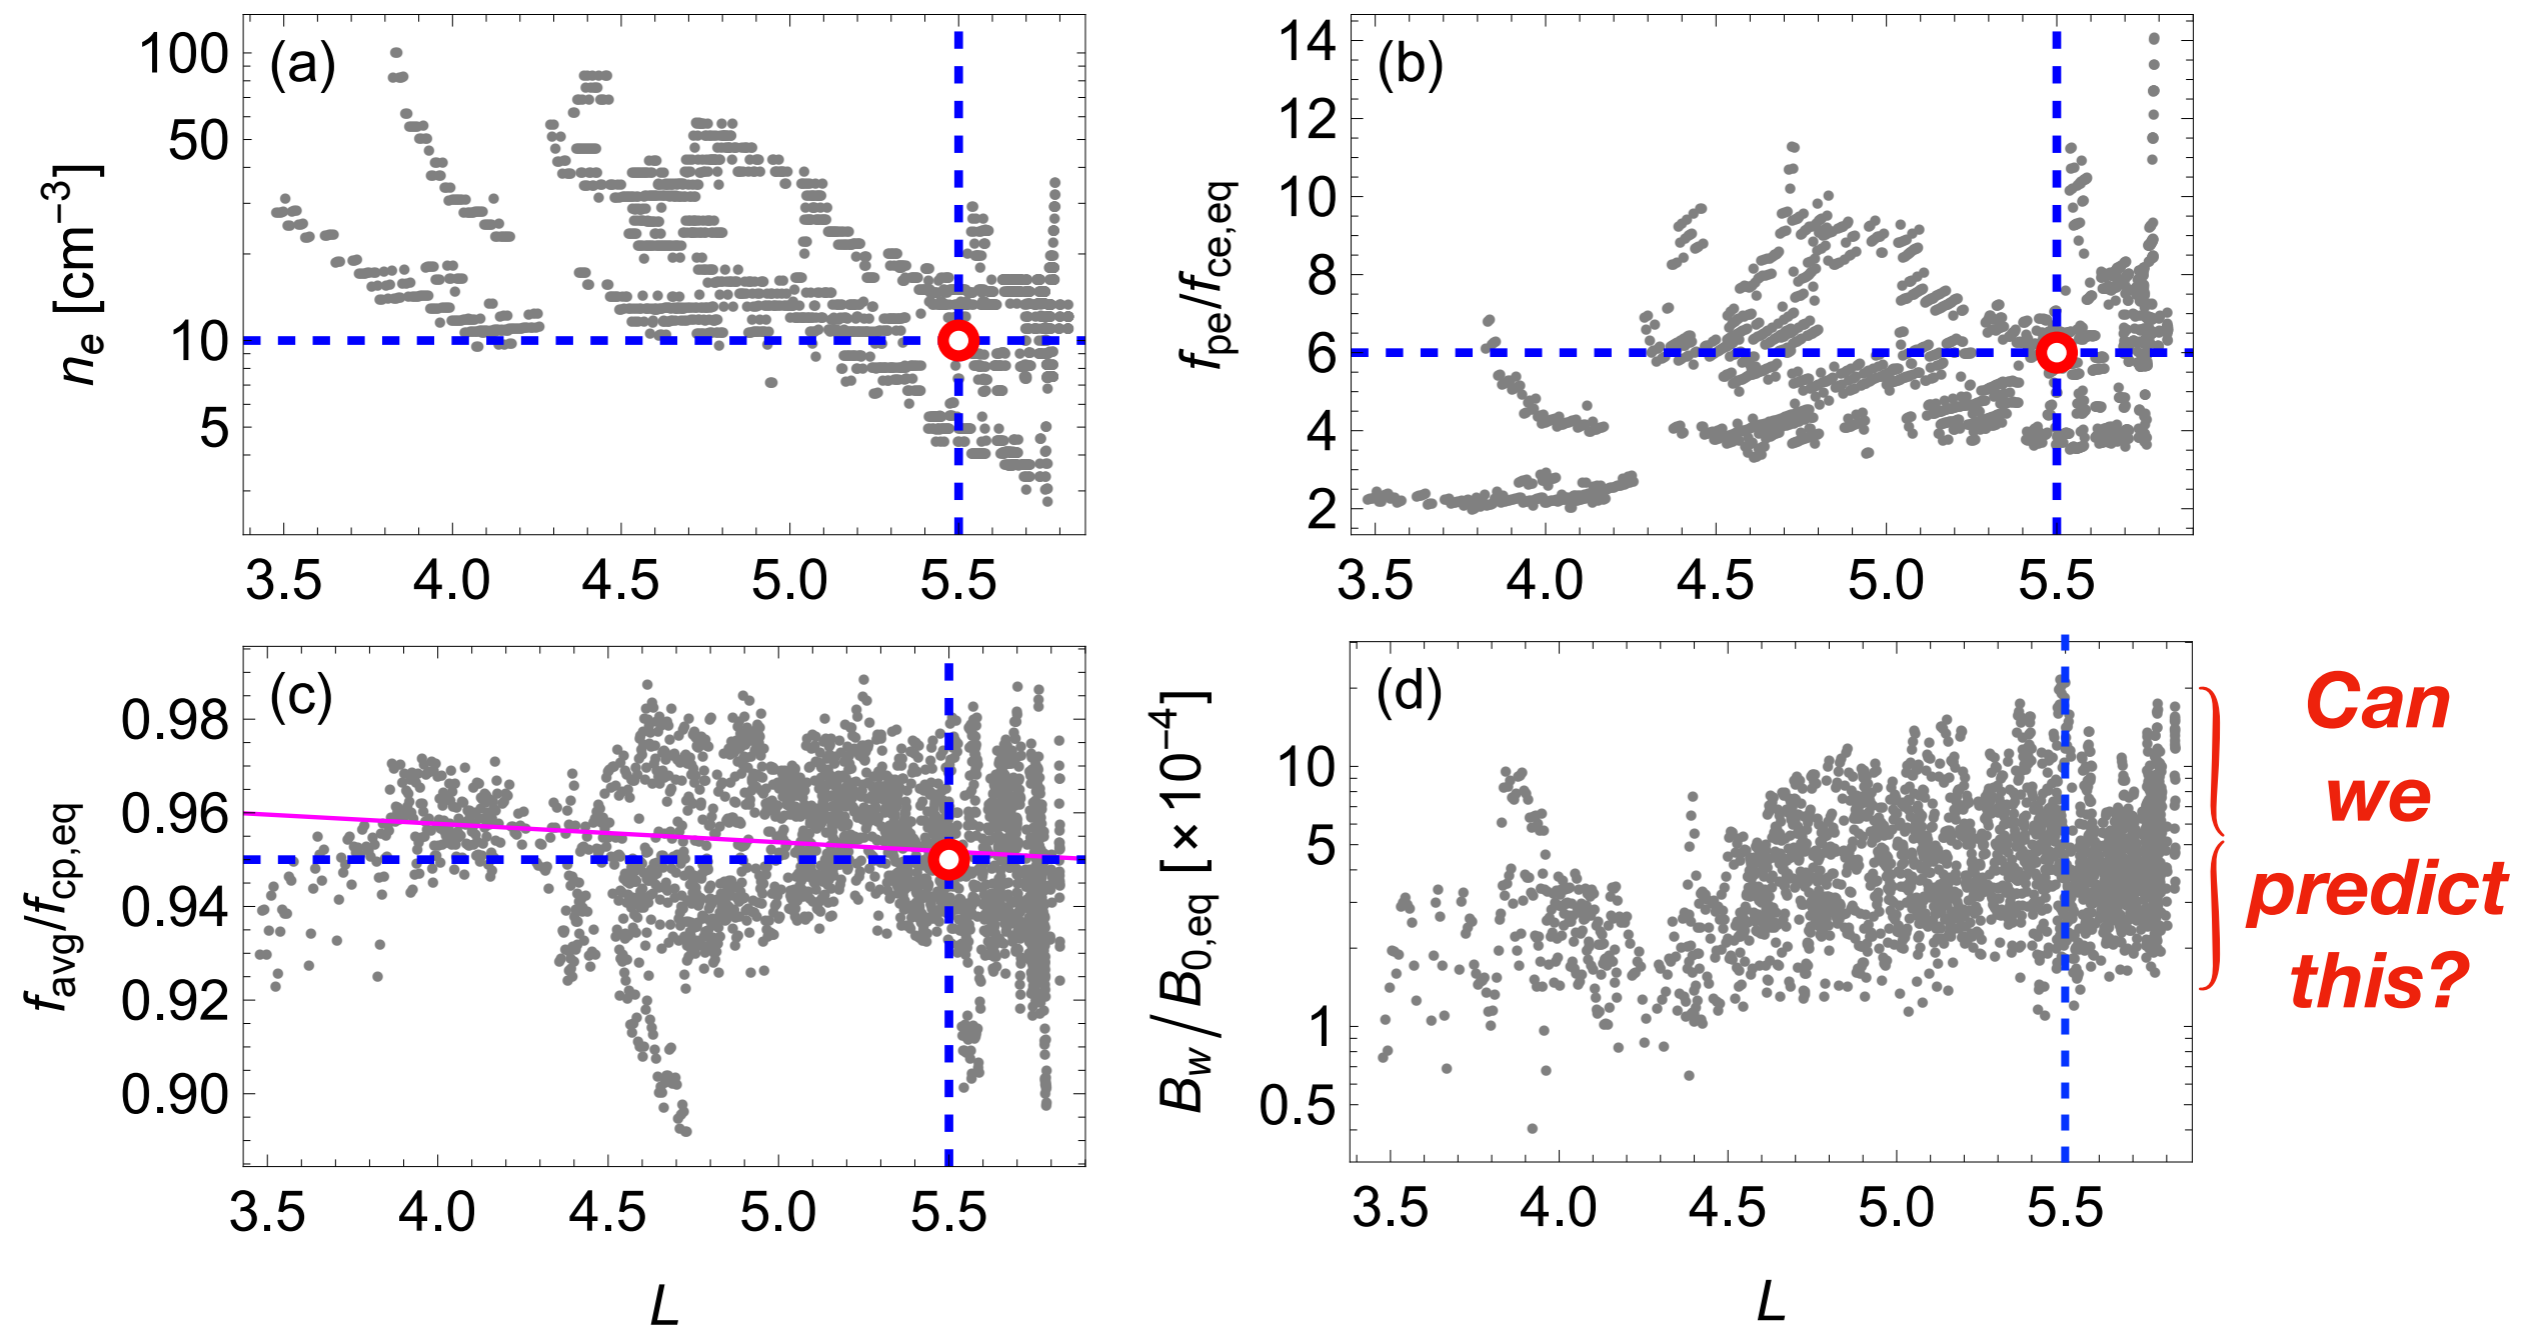 (a)
100
50
10
5
nₑ [cm⁻³]
3.5 4.0 4.5 5.0 5.5
(b)
14
12
10
8
6
4
2
f_pe/f_ce,eq
3.5 4.0 4.5 5.0 5.5
(c)
0.98
0.96
0.94
0.92
0.90
f_avg/f_cp,eq
3.5 4.0 4.5 5.0 5.5
L
(d)
10
5
1
0.5
B_w / B_0,eq [× 10⁻⁴]
3.5 4.0 4.5 5.0 5.5
L
Can
we
predict
this?